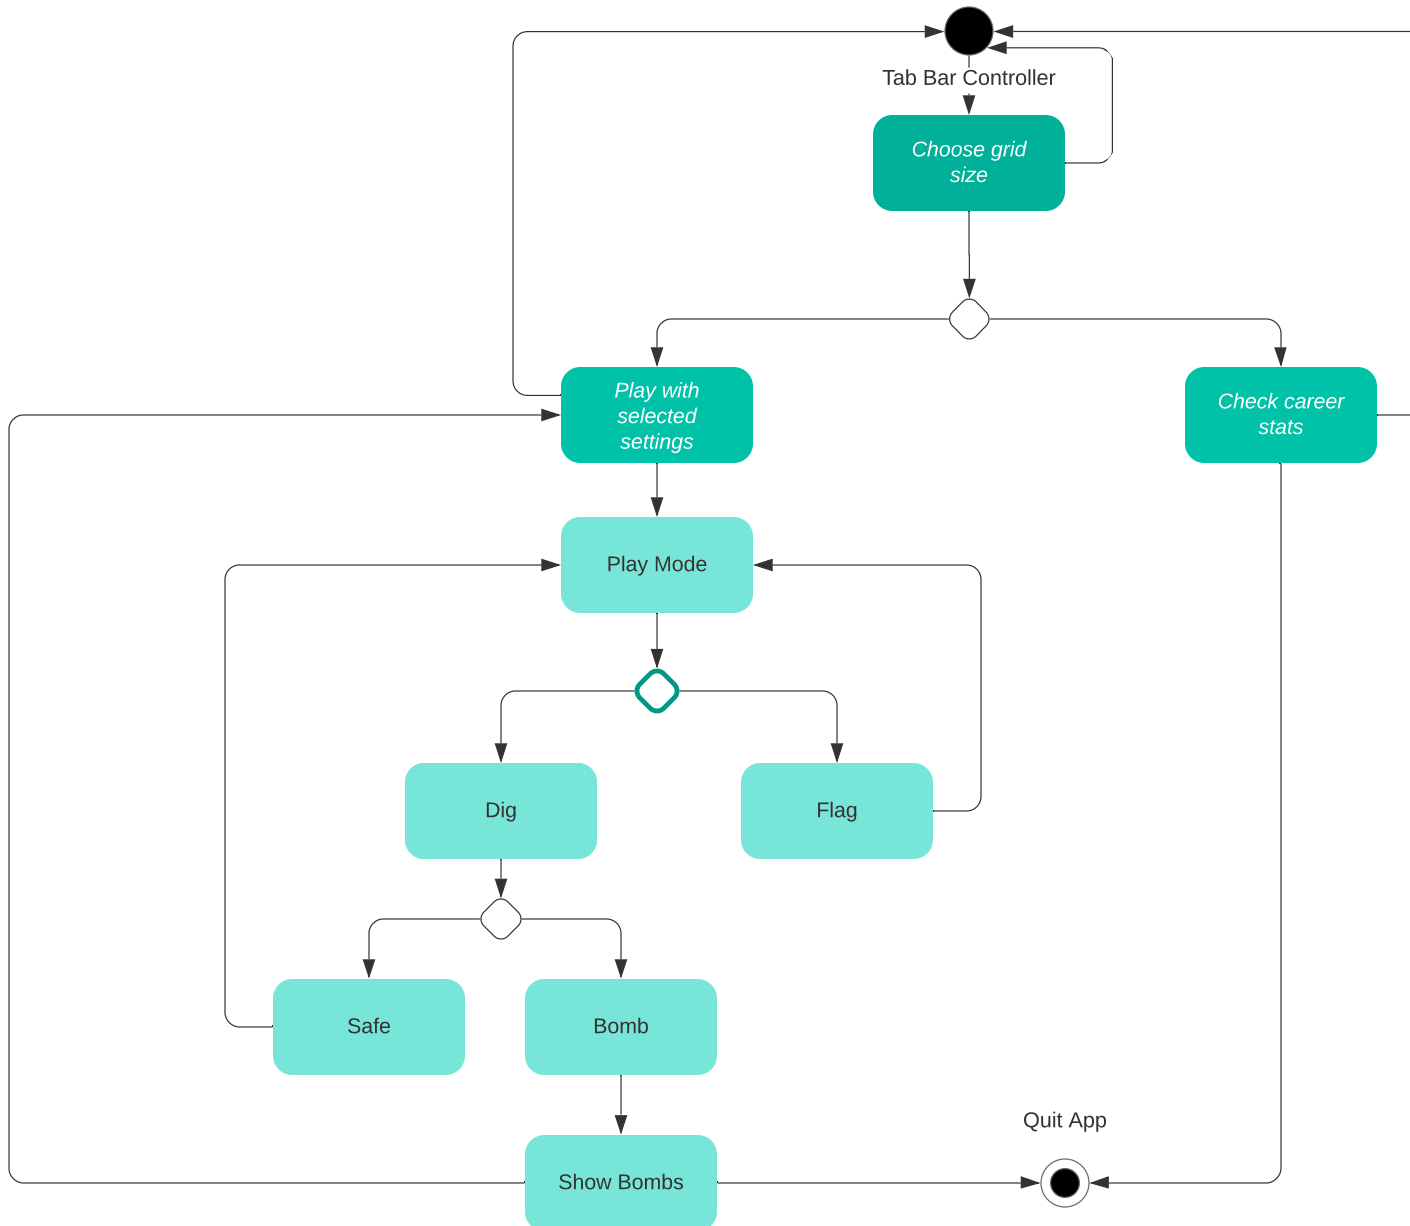 Tab Bar Controller
Choose grid
size
Play with
selected
settings
Check career
stats
Play Mode
Dig
Flag
Safe
Bomb
Quit App
Show Bombs